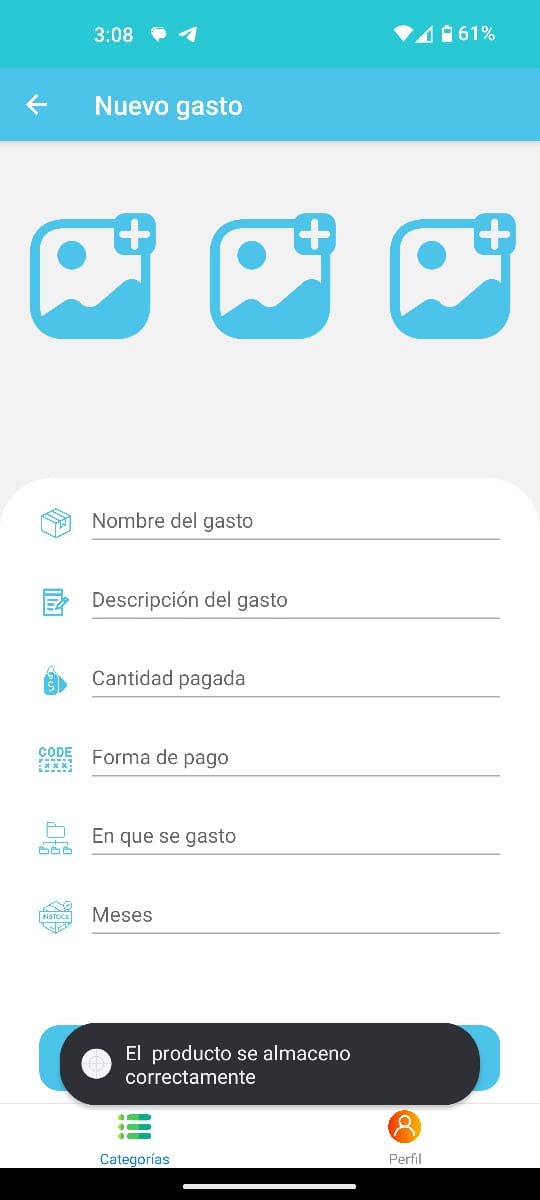 3:08
61%
Nuevo gasto
Nombre del gasto
Descripción del gasto
Cantidad pagada
CODE
Forma de pago
En que se gasto
INSTOCK
Meses
El  producto se almaceno
correctamente
Categorías
Perfil